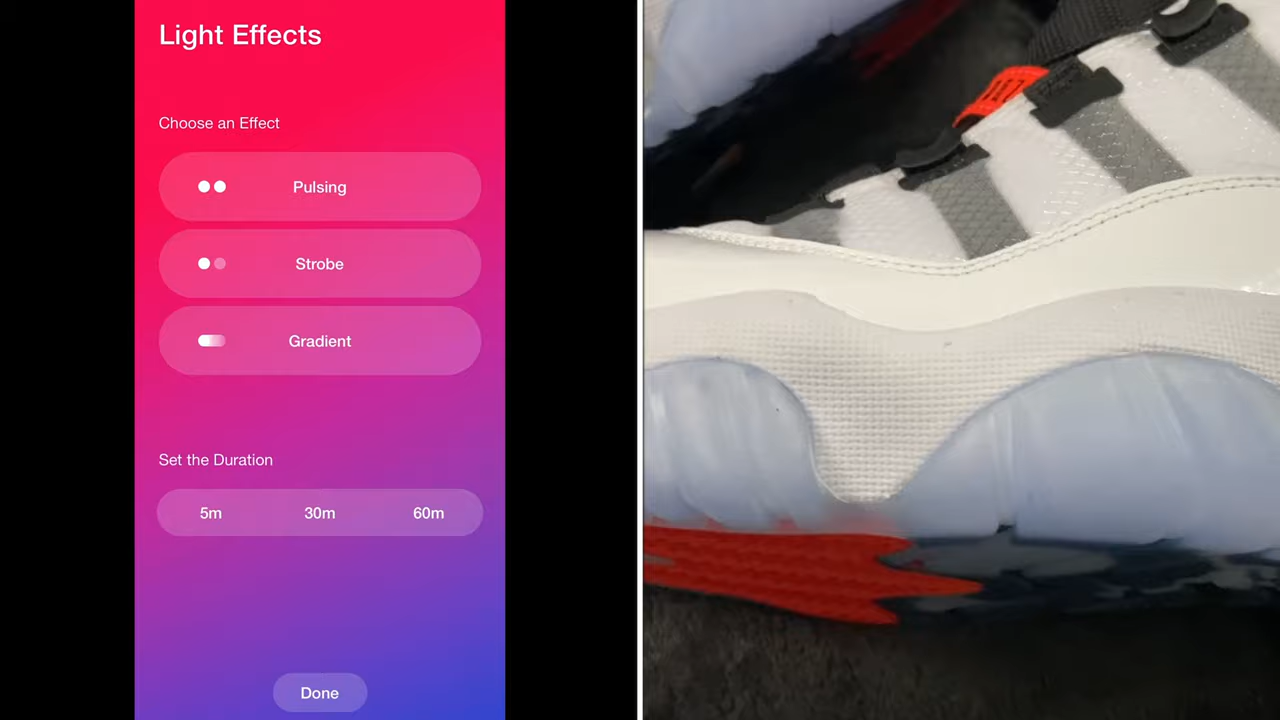 Light Effects
Choose an Effect
Pulsing
Strobe
Gradient
Set the Duration
5m 30m 60m
Done